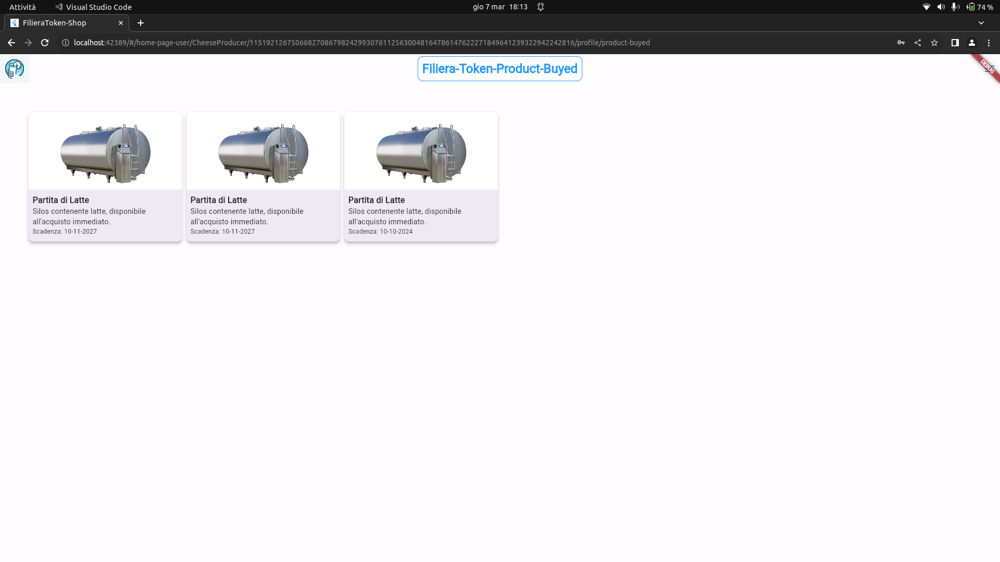 Attività
Visual Studio Code
gio 7 mar 18:13
74 %
FilieraToken-Shop
localhost:42389/#/home-page-user/CheeseProducer/115192126750668270867982429930761125630048164786147622271849641239322942242816/profile/product-buyed
Filiera-Token-Product-Buyed
DEBUG
Partita di Latte
Silos contenente latte, disponibile
all'acquisto immediato.
Scadenza: 10-11-2027
Partita di Latte
Silos contenente latte, disponibile
all'acquisto immediato.
Scadenza: 10-11-2027
Partita di Latte
Silos contenente latte, disponibile
all'acquisto immediato.
Scadenza: 10-10-2024